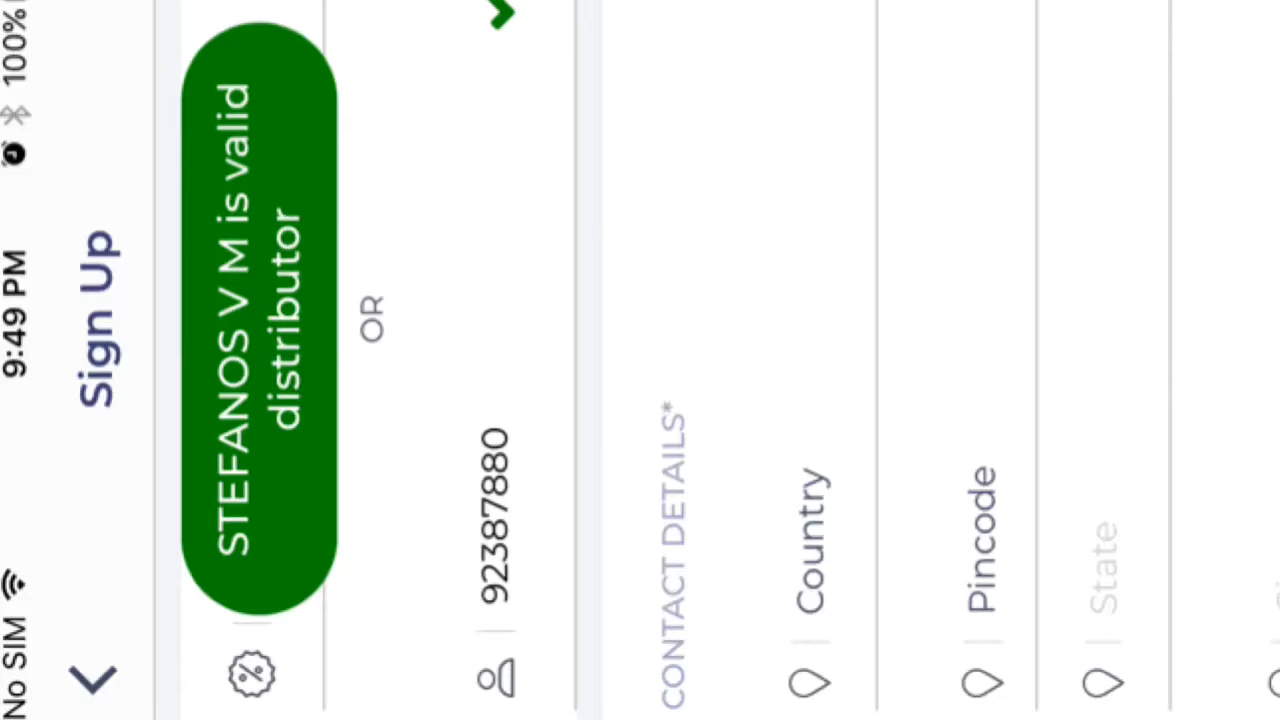 No SIM 9:49 PM 100%
Sign Up
STEFANOS V M is valid
distributor
OR
92387880
CONTACT DETAILS*
Country
Pincode
State